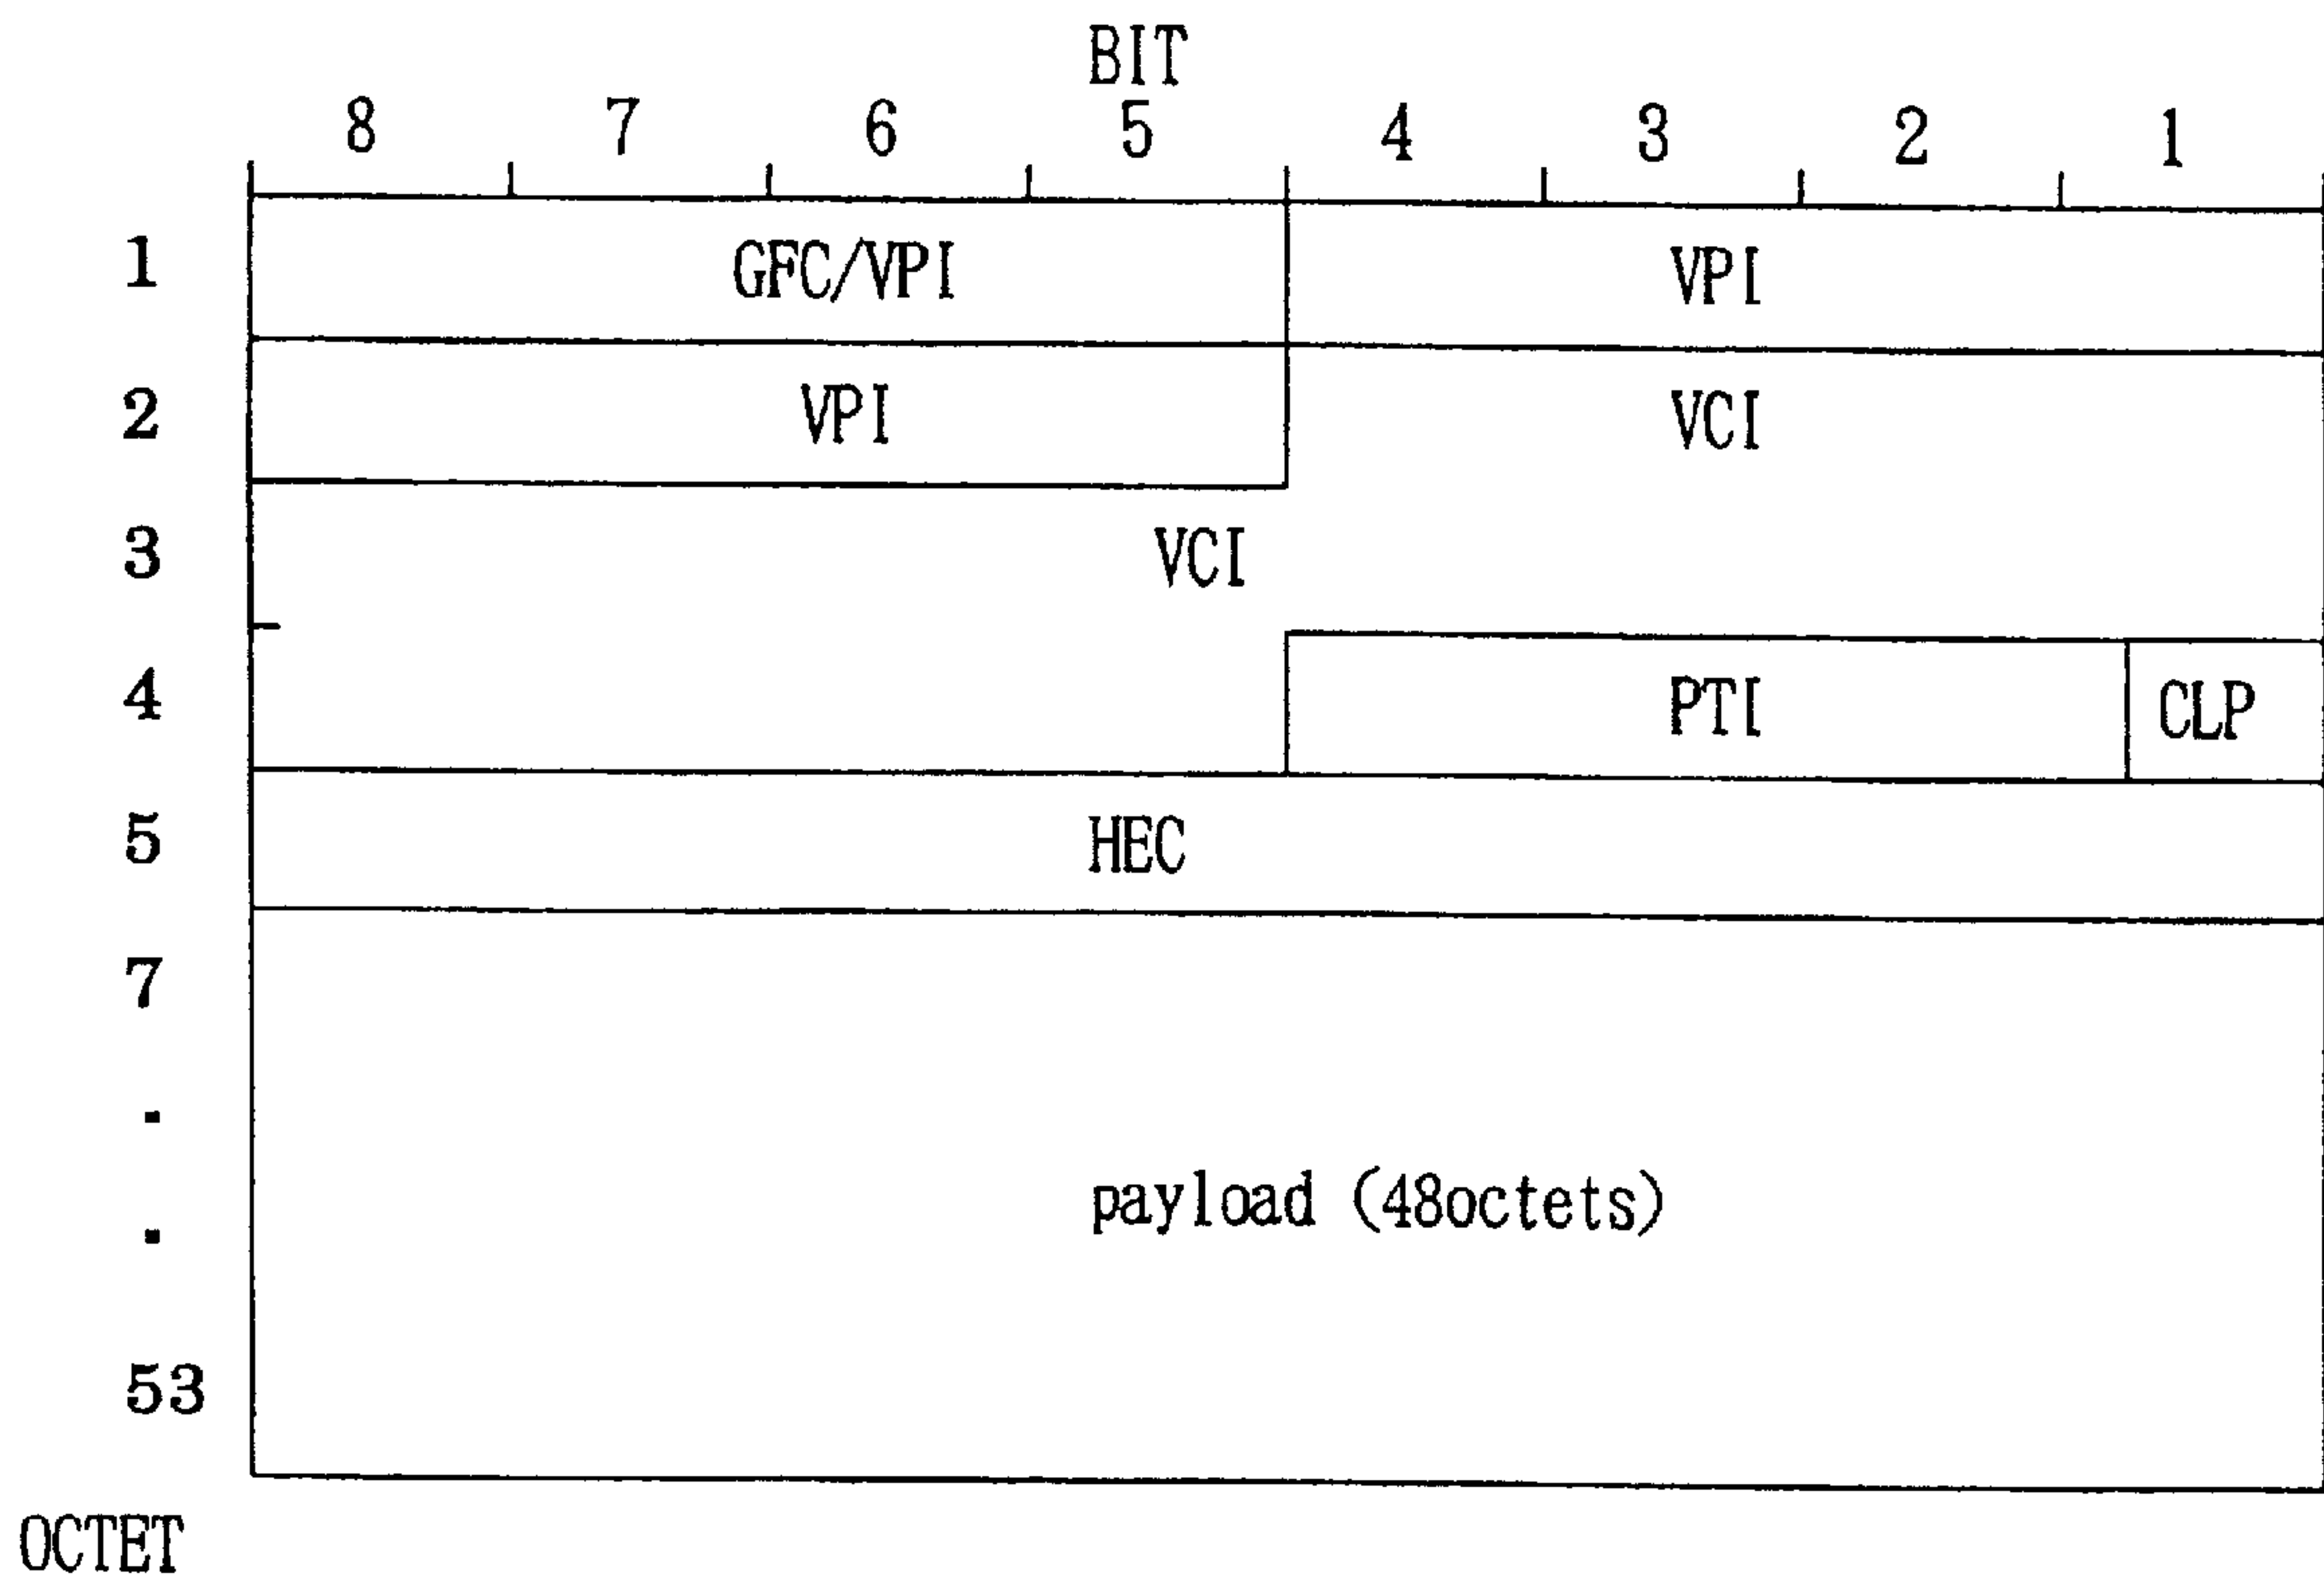 BIT
8 7 6 5 4 3 2 1
1 GFC/VPI VPI
2 VPI VCI
3 VCI
4 PTI CLP
5 HEC
7
payload (48octets)
53
OCTET